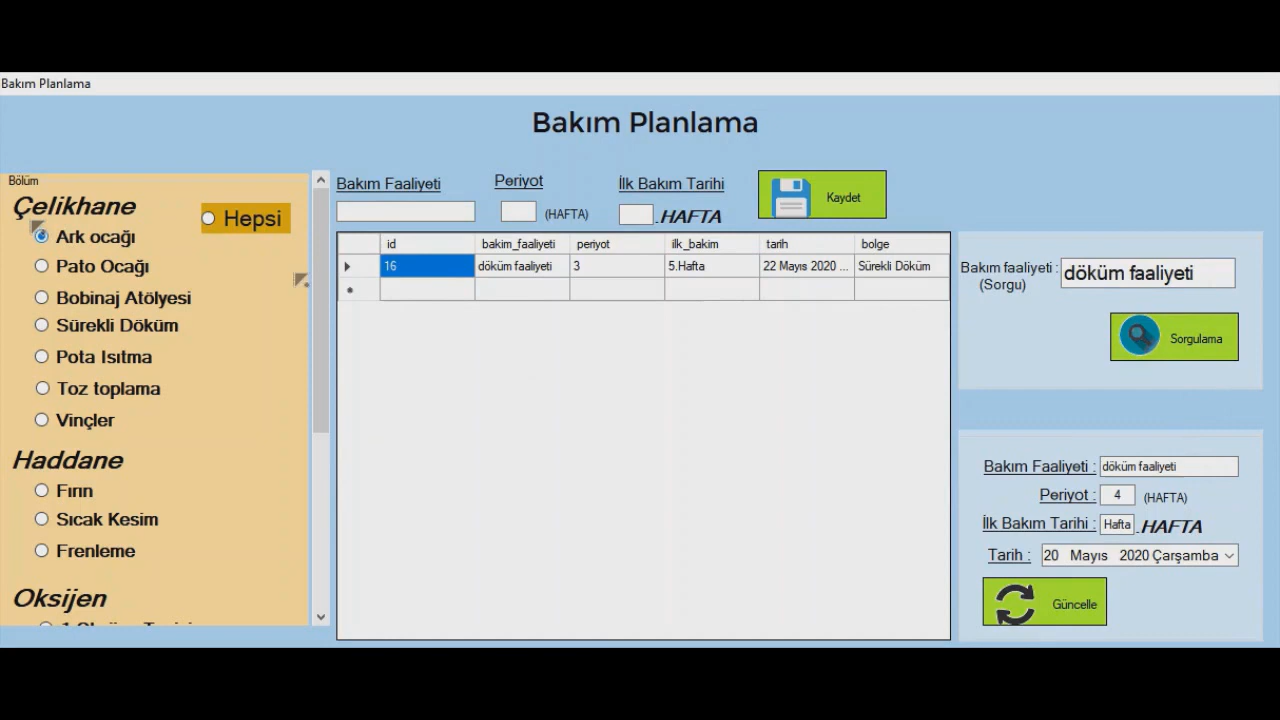 Bakım Planlama
Bakım Planlama
Bölüm
Çelikhane
Hepsi
Ark ocağı
Pato Ocağı
Bobinaj Atölyesi
Sürekli Döküm
Pota Isıtma
Toz toplama
Vinçler
Haddane
Fırın
Sıcak Kesim
Frenleme
Oksijen
Bakım Faaliyeti
Periyot
(HAFTA)
İlk Bakım Tarihi
.HAFTA
Kaydet
id bakim_faaliyeti periyot ilk_bakim tarih bolge
16 döküm faaliyeti 3 5.Hafta 22 Mayıs 2020 ... Sürekli Döküm
Bakım faaliyeti : döküm faaliyeti
(Sorgu)
Sorgulama
Bakım Faaliyeti : döküm faaliyeti
Periyot : 4 (HAFTA)
İlk Bakım Tarihi : Hafta .HAFTA
Tarih : 20 Mayıs 2020 Çarşamba
Güncelle